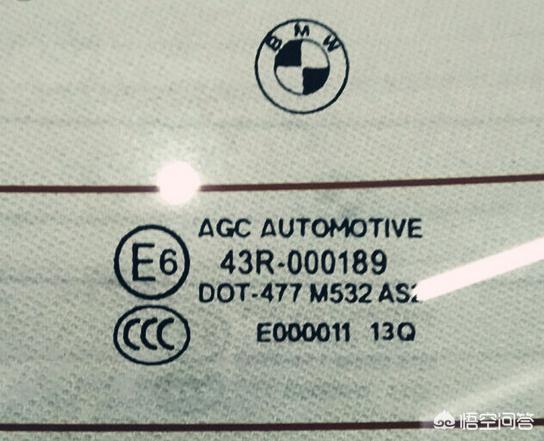 BMW
AGC AUTOMOTIVE
E6 43R-000189
DOT-477 M532 AS2
CCC E000011 13Q
悟空问答